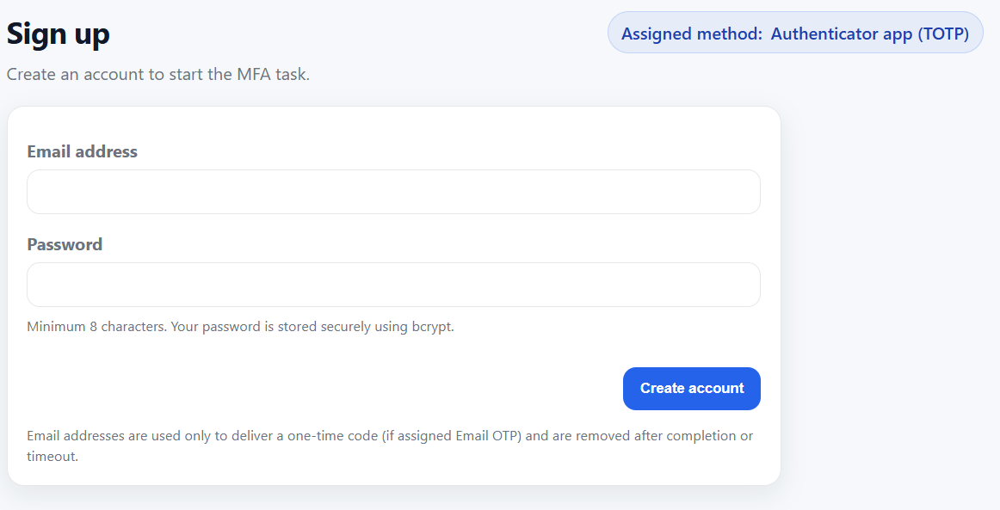 Sign up
Assigned method: Authenticator app (TOTP)
Create an account to start the MFA task.
Email address
Password
Minimum 8 characters. Your password is stored securely using bcrypt.
Create account
Email addresses are used only to deliver a one-time code (if assigned Email OTP) and are removed after completion or
timeout.